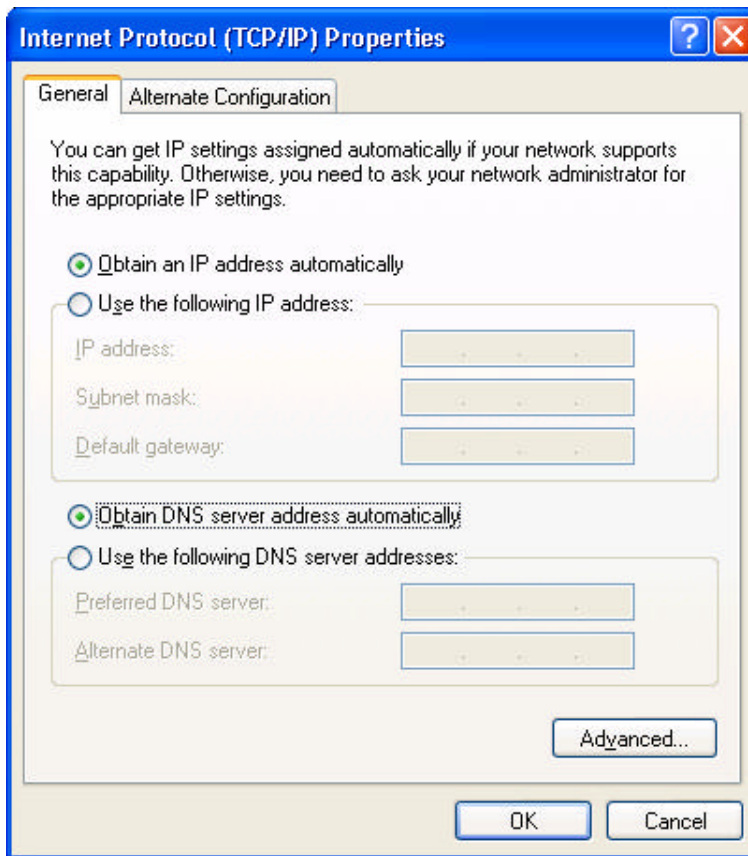 Internet Protocol (TCP/IP) Properties
General
Alternate Configuration
You can get IP settings assigned automatically if your network supports
this capability. Otherwise, you need to ask your network administrator for
the appropriate IP settings.
Obtain an IP address automatically
Use the following IP address:
IP address:
Subnet mask:
Default gateway:
Obtain DNS server address automatically
Use the following DNS server addresses:
Preferred DNS server:
Alternate DNS server:
Advanced...
OK
Cancel